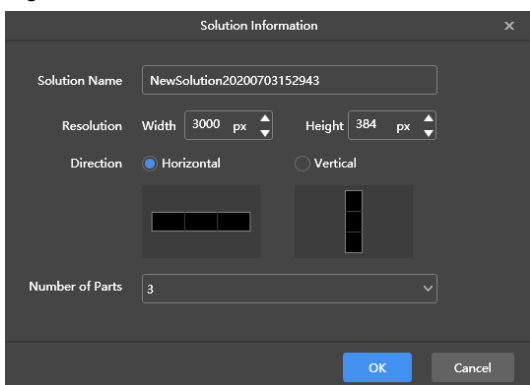 Solution Information
Solution Name NewSolution20200703152943
Resolution Width 3000 px Height 384 px
Direction Horizontal Vertical
Number of Parts 3
OK Cancel